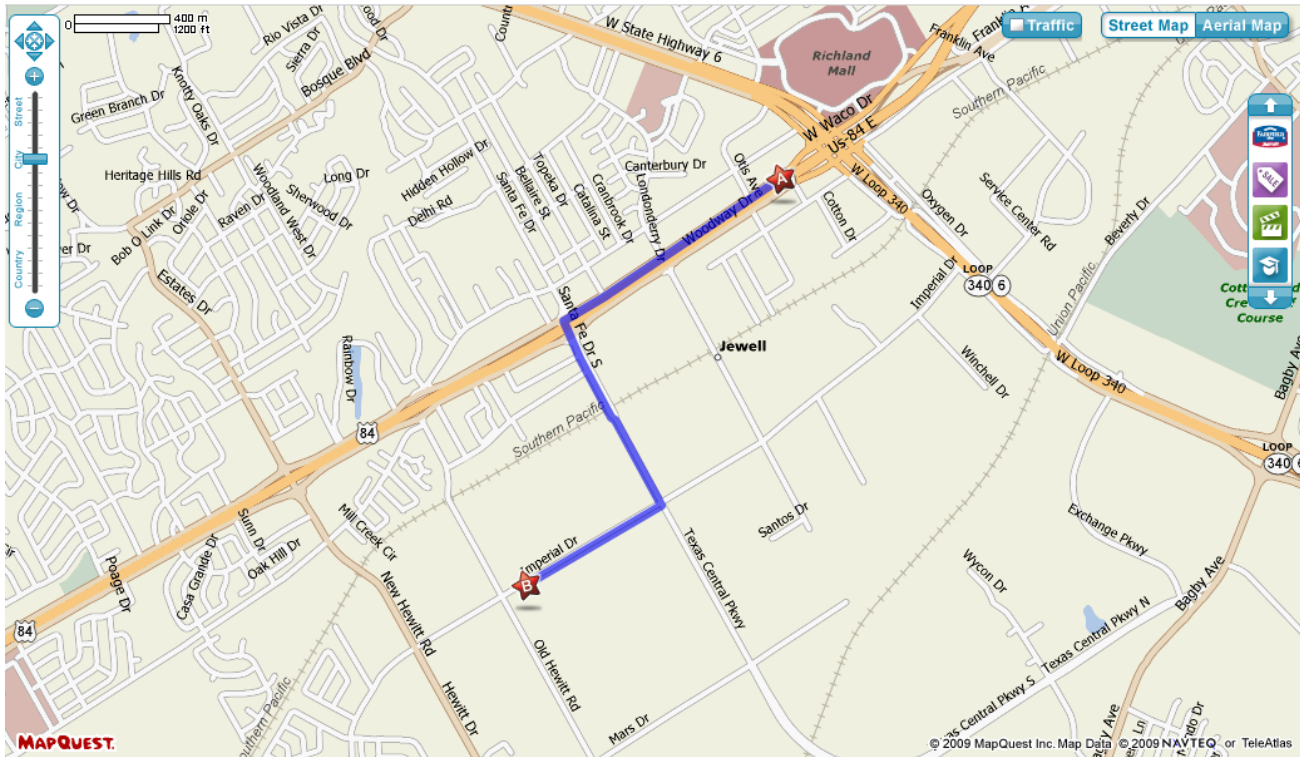 0
400 m
1200 ft
Rio Vista Dr
Sierra Dr
Bosque Blvd
Knotty Oaks Dr
Green Branch Dr
W State Highway 6
Richland
Mall
Franklin Ave
Traffic
Street Map
Aerial Map
Southern Pacific
W Waco Dr
Us-84 E
Street
City
Region
Country
Heritage Hills Rd
Woodland West Dr
Long Dr
Sherwood Dr
Hidden Hollow Dr
Delhi Rd
Raven Dr
Oriole Dr
Bob O Link Dr
Estates Dr
Topeka Dr
Bellaire St
Santa Fe Dr
Catalina St
Cranbrook Dr
Londonderry Dr
Canterbury Dr
Otis Ave
A
Woodway Dr
W Loop 340
Oxygen Dr
Cotton Dr
Service Center Rd
Beverly Dr
FAIRFIELD
SALE
Imperial Dr
LOOP
340
6
Union Pacific
Course
Santa Fe Dr S
Jewell
Winchell Dr
W Loop 340
Bagby Ave
Rainbow Dr
84
Southern Pacific
LOOP
340
Mill Creek Cir
Sunn Dr
Oak Hill Dr
Casa Grande Dr
Poage Dr
84
New Hewitt Rd
Imperial Dr
B
Santos Dr
Texas Central Pkwy
Exchange Pkwy
Wycon Dr
Bagby Ave
Texas Central Pkwy N
Old Hewitt Rd
Hewitt Dr
Mars Dr
Southern Pacific
MAPQUEST.
© 2009 MapQuest Inc. Map Data © 2009 NAVTEQ or TeleAtlas